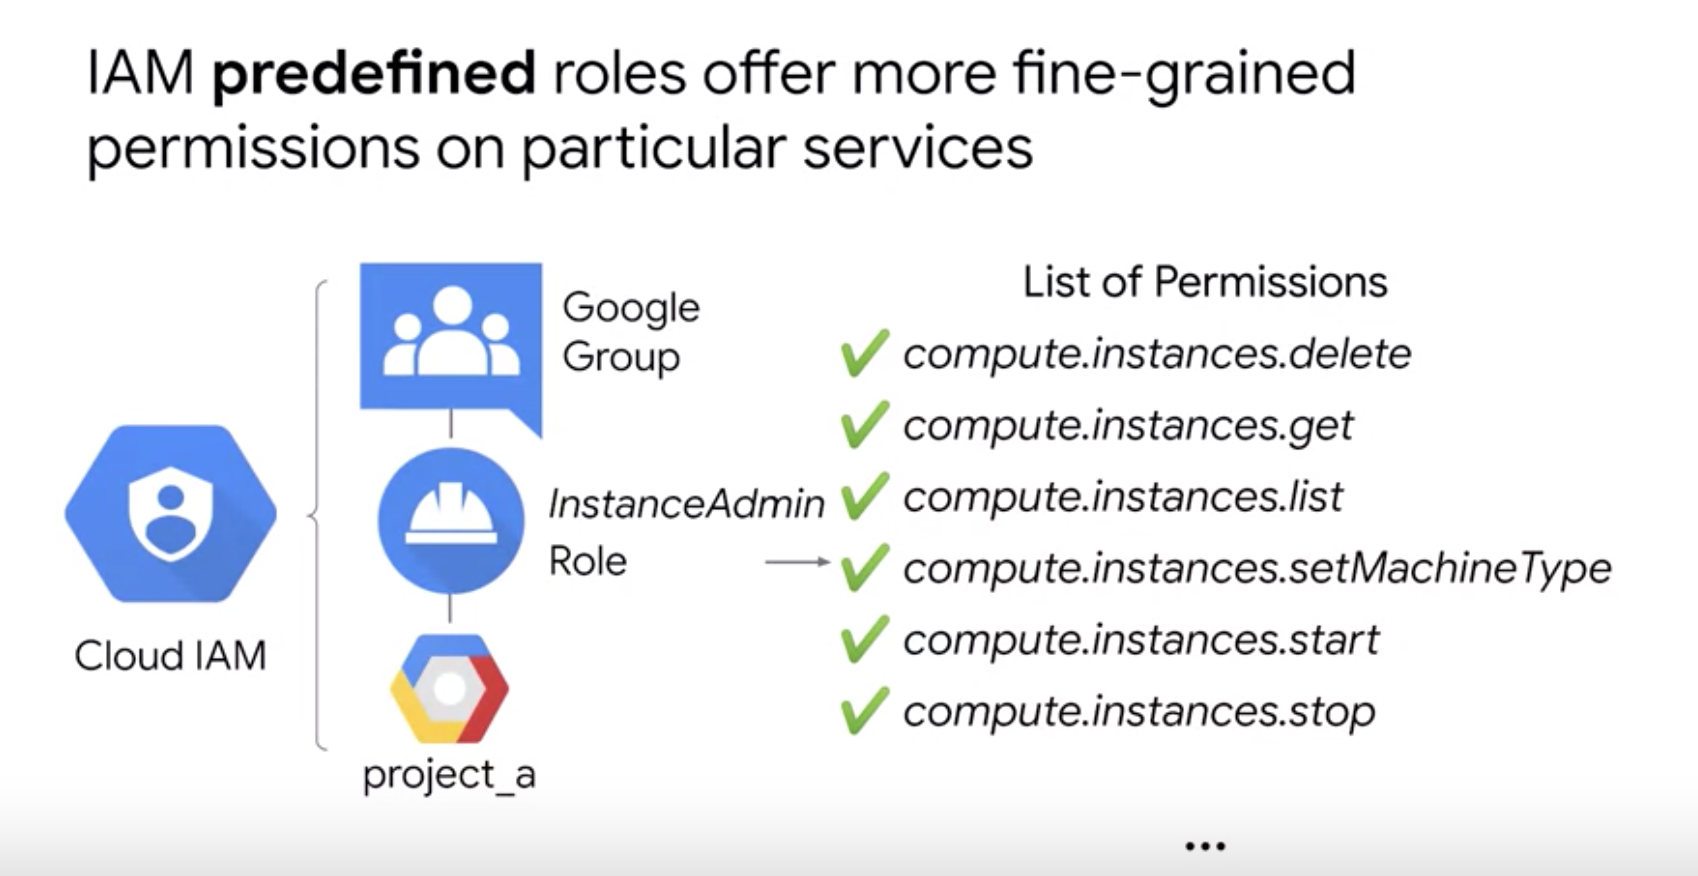 IAM predefined roles offer more fine-grained
permissions on particular services
Google
Group
InstanceAdmin
Role
Cloud IAM
project_a
List of Permissions
compute.instances.delete
compute.instances.get
compute.instances.list
compute.instances.setMachineType
compute.instances.start
compute.instances.stop
...